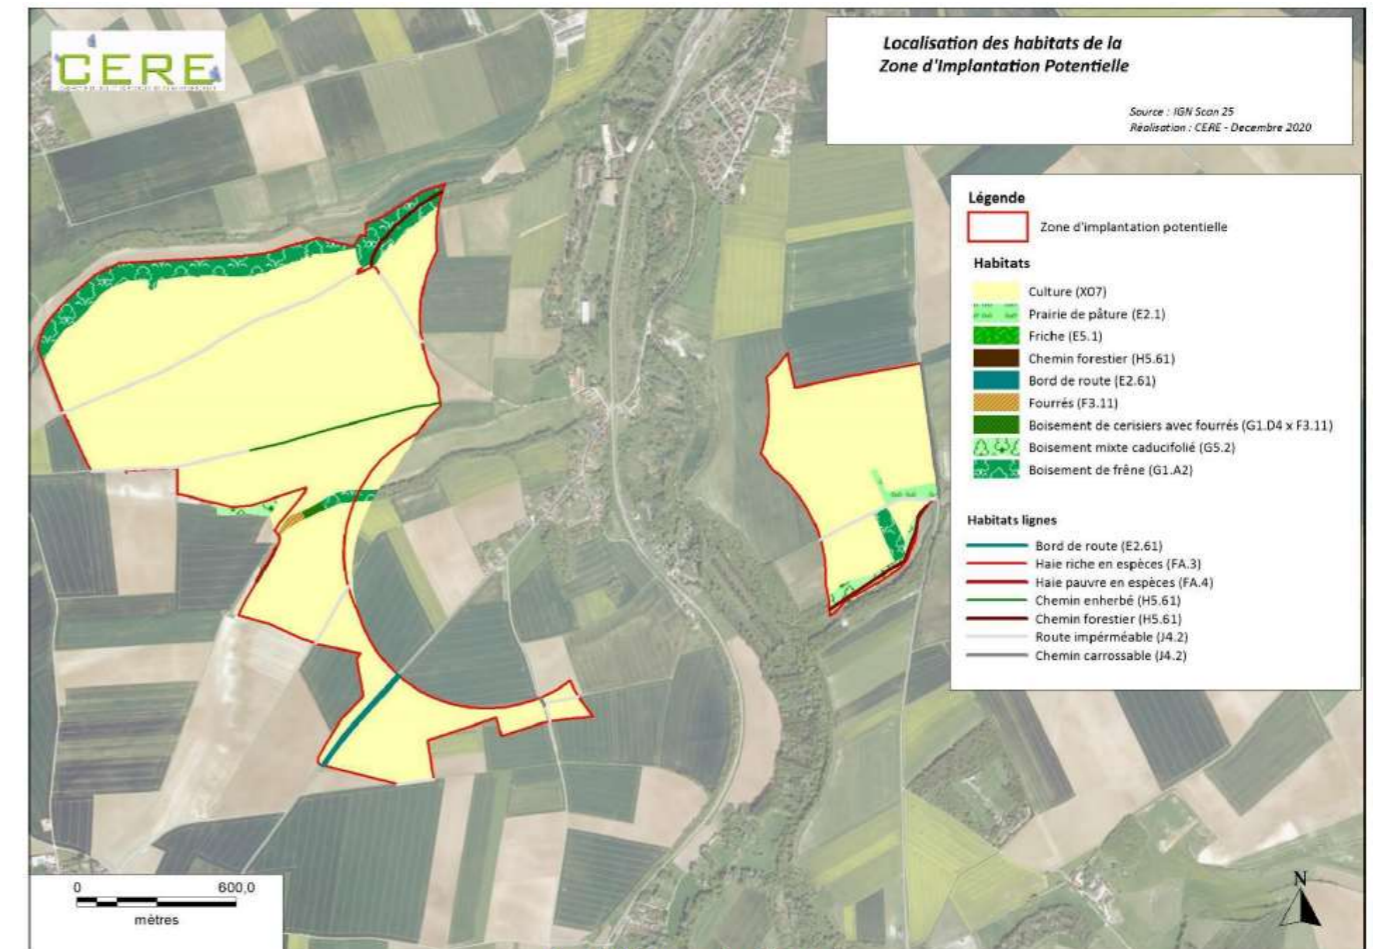 CERE
Localisation des habitats de la
Zone d'Implantation Potentielle
Source : IGN Scan 25
Réalisation : CERE - Decembre 2020
Légende
Zone d'implantation potentielle
Habitats
Culture (X07)
Prairie de pâture (E2.1)
Friche (E5.1)
Chemin forestier (H5.61)
Bord de route (E2.61)
Fourrés (F3.11)
Boisement de cerisiers avec fourrés (G1.D4 x F3.11)
Boisement mixte caducifolié (G5.2)
Boisement de frêne (G1.A2)
Habitats lignes
Bord de route (E2.61)
Haie riche en espèces (FA.3)
Haie pauvre en espèces (FA.4)
Chemin enherbé (H5.61)
Chemin forestier (H5.61)
Route impérméable (J4.2)
Chemin carrossable (J4.2)
0 600,0
mètres
N